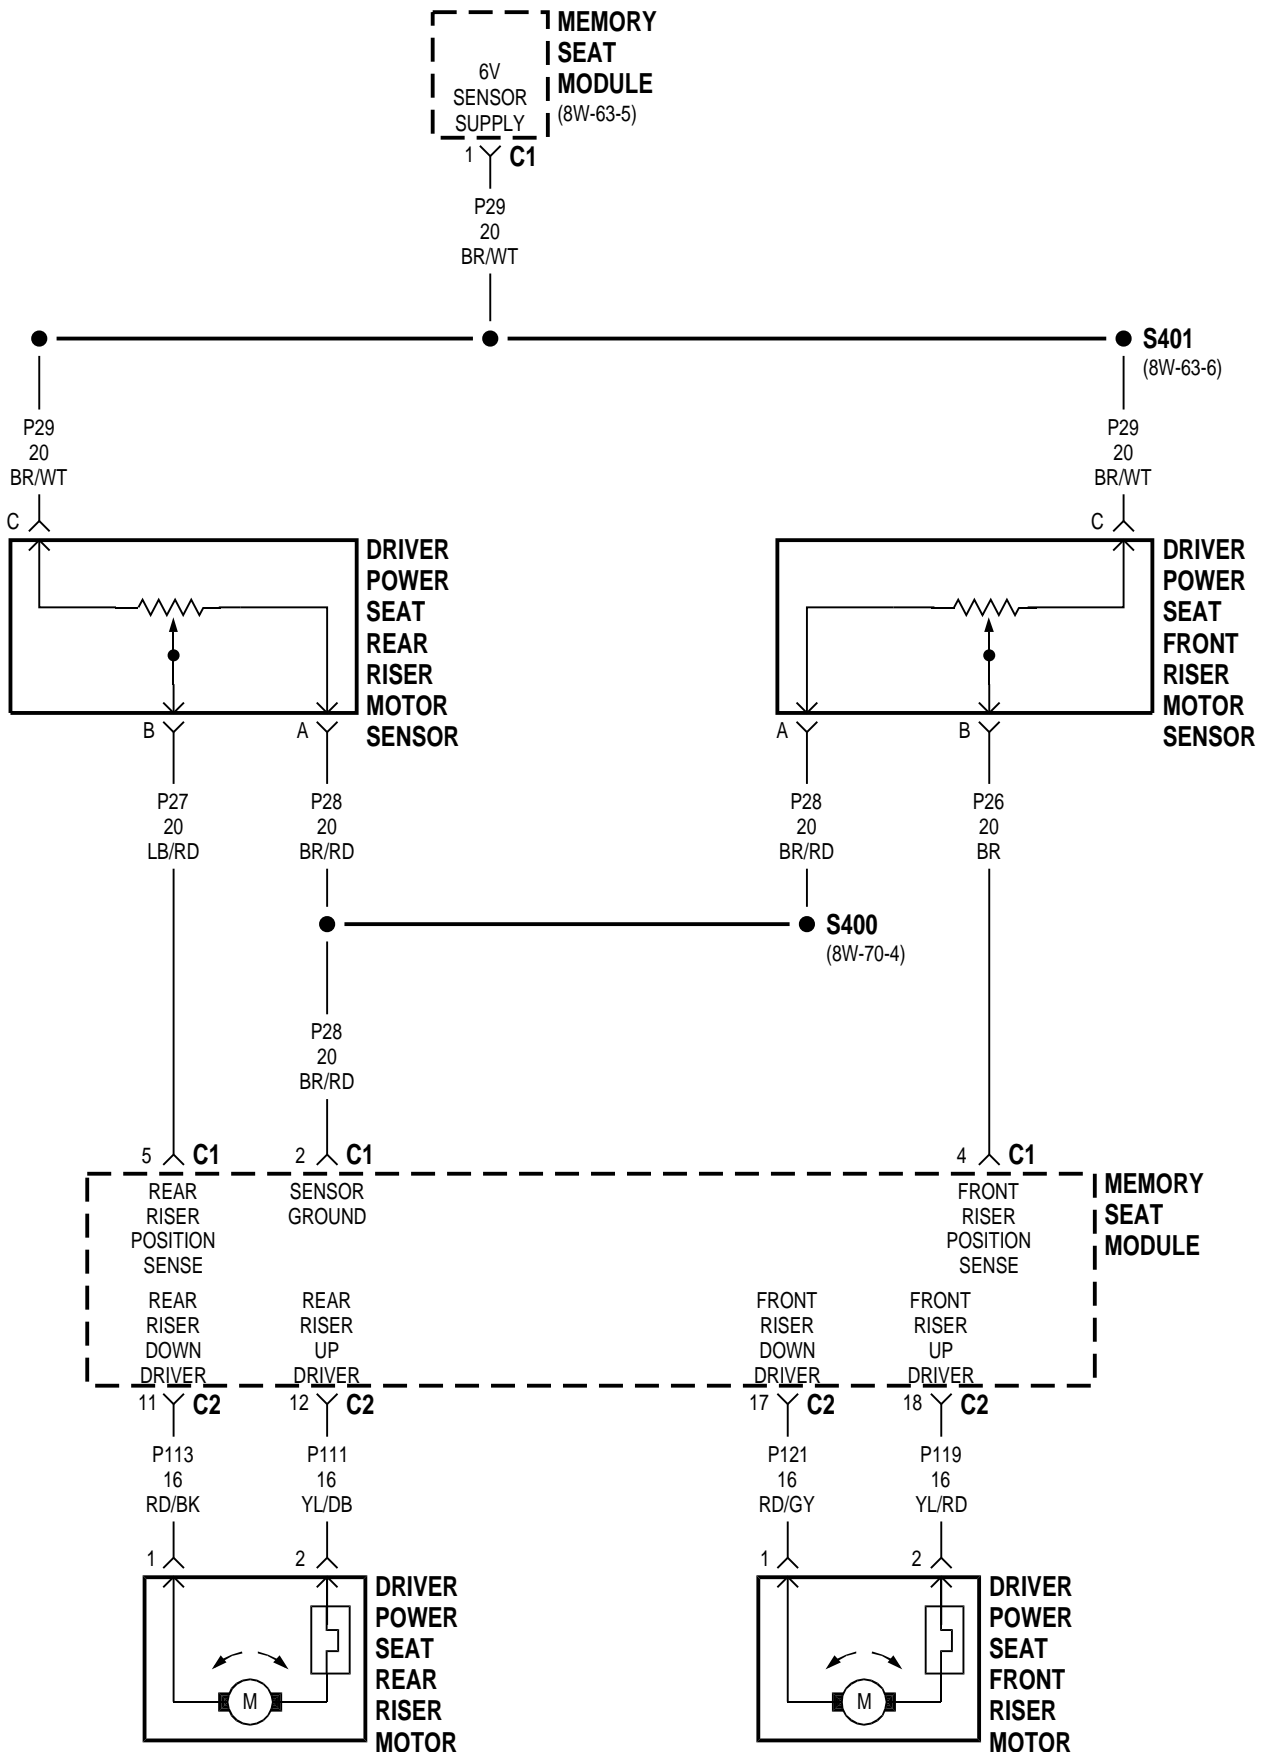 MEMORY
SEAT
MODULE
(8W-63-5)
6V
SENSOR
SUPPLY
1 C1
P29
20
BR/WT
S401
(8W-63-6)
P29
20
BR/WT
C
P29
20
BR/WT
C
DRIVER
POWER
SEAT
REAR
RISER
MOTOR
SENSOR
DRIVER
POWER
SEAT
FRONT
RISER
MOTOR
SENSOR
B
A
A
B
P27
20
LB/RD
P28
20
BR/RD
P28
20
BR/RD
P26
20
BR
S400
(8W-70-4)
P28
20
BR/RD
5 C1
2 C1
4 C1
MEMORY
SEAT
MODULE
REAR
RISER
POSITION
SENSE
SENSOR
GROUND
FRONT
RISER
POSITION
SENSE
REAR
RISER
DOWN
DRIVER
REAR
RISER
UP
DRIVER
FRONT
RISER
DOWN
DRIVER
FRONT
RISER
UP
DRIVER
11 C2
12 C2
17 C2
18 C2
P113
16
RD/BK
P111
16
YL/DB
P121
16
RD/GY
P119
16
YL/RD
1
2
1
2
M
DRIVER
POWER
SEAT
REAR
RISER
MOTOR
M
DRIVER
POWER
SEAT
FRONT
RISER
MOTOR